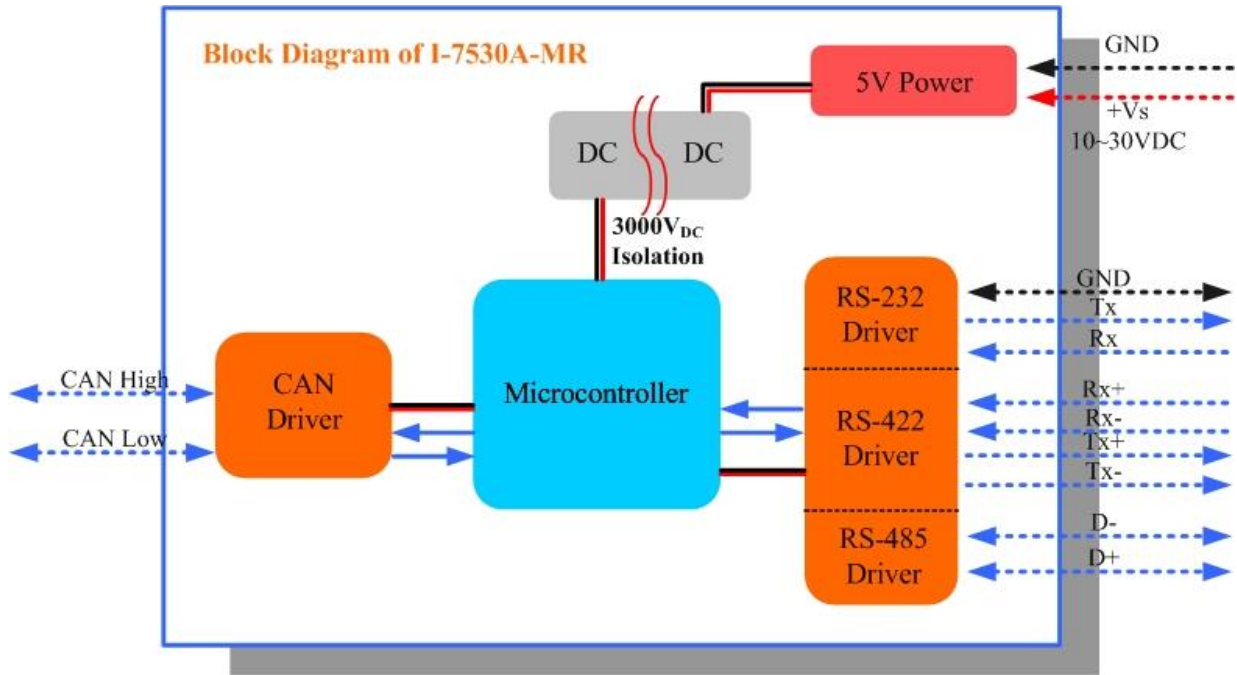 Block Diagram of I-7530A-MR
GND
5V Power
+Vs
10~30VDC
DC
DC
3000VDC
Isolation
RS-232
Driver
GND
Tx
Rx
CAN High
CAN Low
CAN
Driver
Microcontroller
RS-422
Driver
Rx+
Rx-
Tx+
Tx-
RS-485
Driver
D-
D+